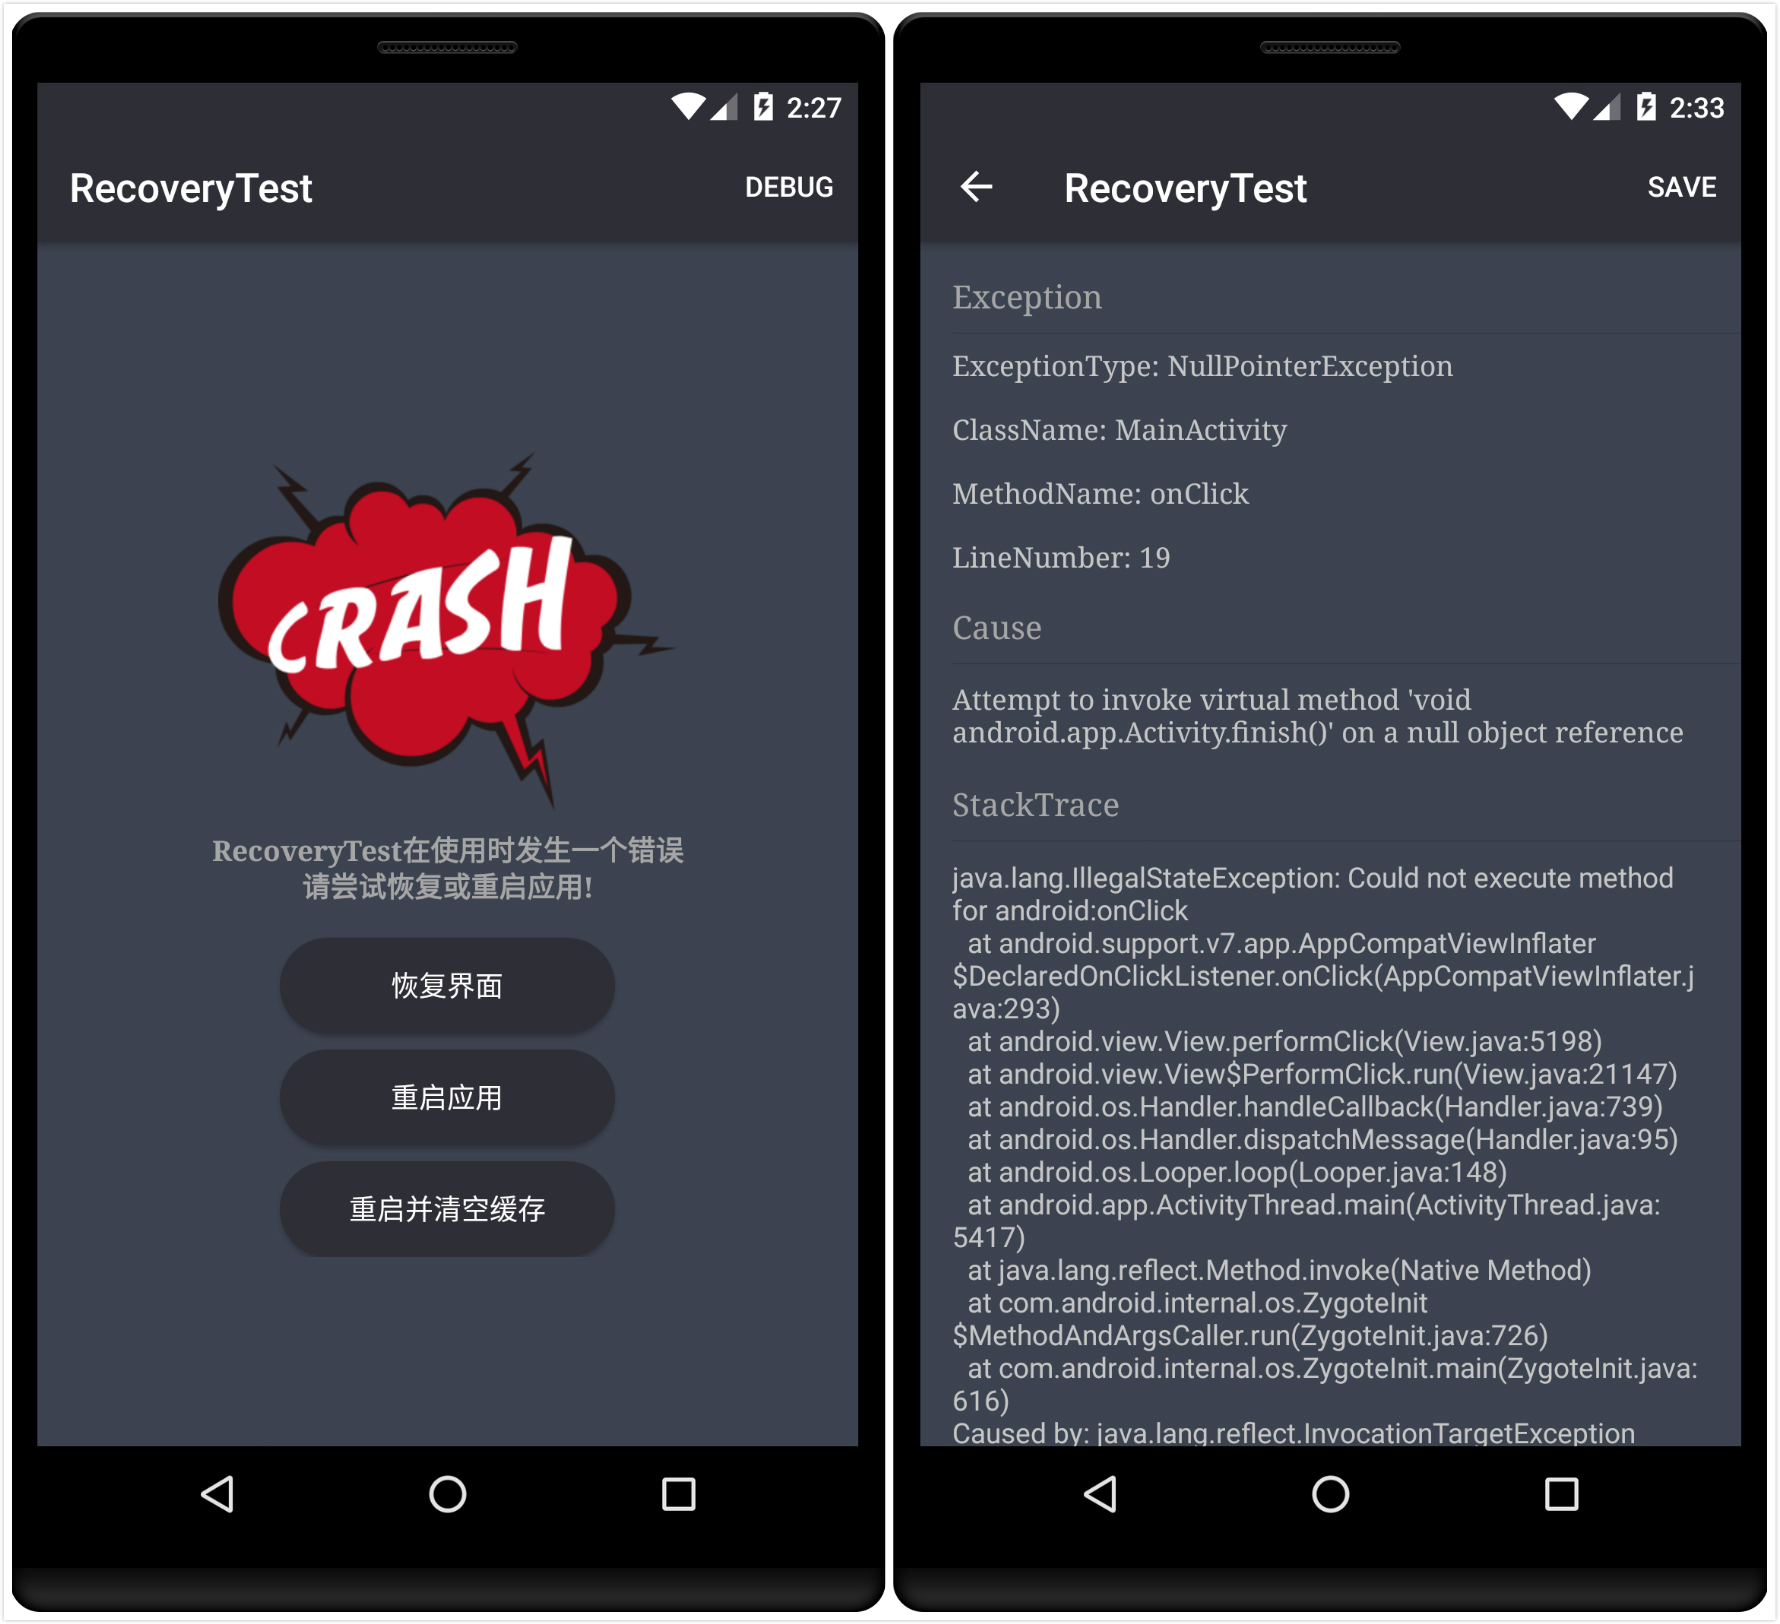 2:27
RecoveryTest
DEBUG
CRASH
RecoveryTest在使用时发生一个错误
请尝试恢复或重启应用!
恢复界面
重启应用
重启并清空缓存
2:33
RecoveryTest
SAVE
Exception
ExceptionType: NullPointerException
ClassName: MainActivity
MethodName: onClick
LineNumber: 19
Cause
Attempt to invoke virtual method 'void
android.app.Activity.finish()' on a null object reference
StackTrace
java.lang.IllegalStateException: Could not execute method
for android:onClick
at android.support.v7.app.AppCompatViewInflater
$DeclaredOnClickListener.onClick(AppCompatViewInflater.j
ava:293)
at android.view.View.performClick(View.java:5198)
at android.view.View$PerformClick.run(View.java:21147)
at android.os.Handler.handleCallback(Handler.java:739)
at android.os.Handler.dispatchMessage(Handler.java:95)
at android.os.Looper.loop(Looper.java:148)
at android.app.ActivityThread.main(ActivityThread.java:
5417)
at java.lang.reflect.Method.invoke(Native Method)
at com.android.internal.os.ZygoteInit
$MethodAndArgsCaller.run(ZygoteInit.java:726)
at com.android.internal.os.ZygoteInit.main(ZygoteInit.java:
616)
Caused by: java.lang.reflect.InvocationTargetException